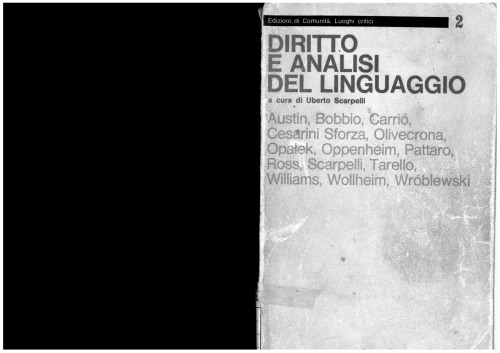 Edizioni di Comunità. Luoghi critici
2
DIRITTO
E ANALISI
DEL LINGUAGGIO
a cura di Uberto Scarpelli
Austin, Bobbio, Carrió,
Cesarini Sforza, Olivecrona,
Opałek, Oppenheim, Pattaro,
Ross, Scarpelli, Tarello,
Williams, Wollheim, Wróblewski